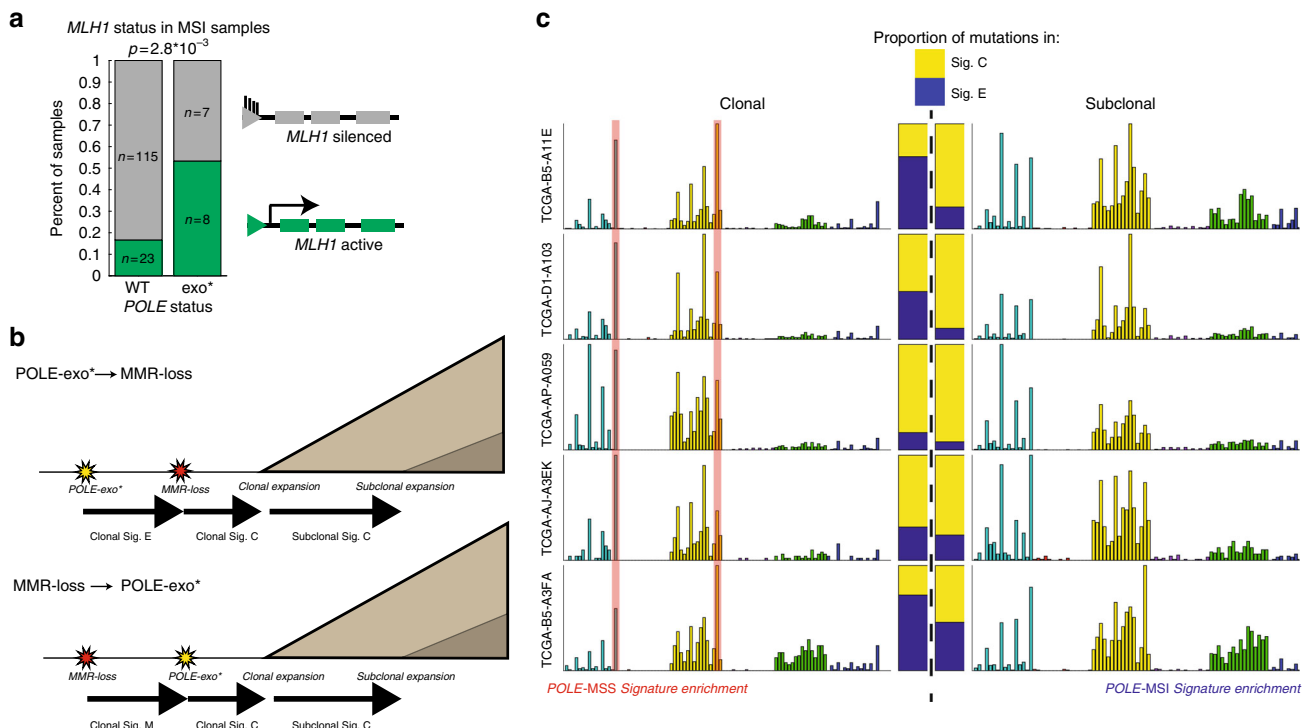 a
MLH1 status in MSI samples
p=2.8*10⁻³
Percent of samples
1
0.9
0.8
0.7
0.6
0.5
0.4
0.3
0.2
0.1
0
n=115
n=23
n=7
n=8
WT
exo*
POLE status
MLH1 silenced
MLH1 active
b
POLE-exo*→MMR-loss
POLE-exo*
MMR-loss
Clonal expansion
Subclonal expansion
Clonal Sig. E
Clonal Sig. C
Subclonal Sig. C
MMR-loss → POLE-exo*
MMR-loss
POLE-exo*
Clonal expansion
Subclonal expansion
Clonal Sig. M
Clonal Sig. C
Subclonal Sig. C
c
Proportion of mutations in:
Sig. C
Sig. E
Clonal
Subclonal
TCGA-B5-A11E
TCGA-D1-A103
TCGA-AP-A059
TCGA-AJ-A3EK
TCGA-B5-A3FA
POLE-MSS Signature enrichment
POLE-MSI Signature enrichment